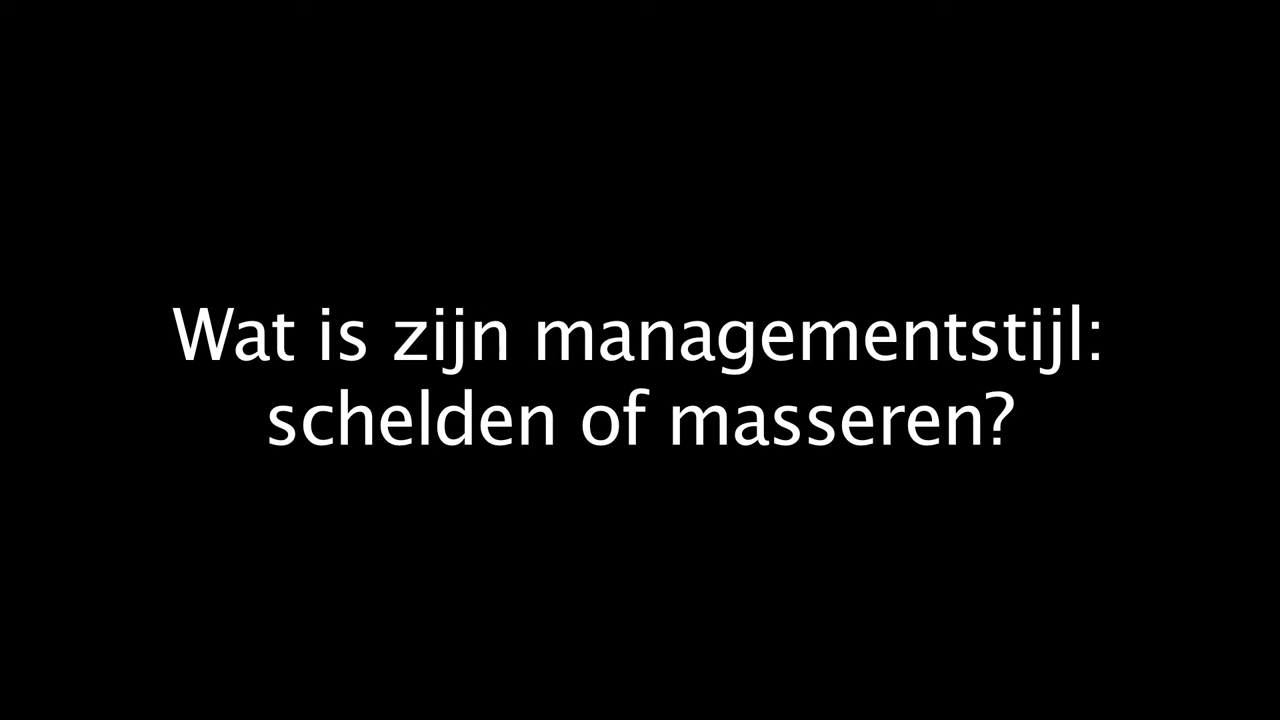 Wat is zijn managementstijl:
schelden of masseren?